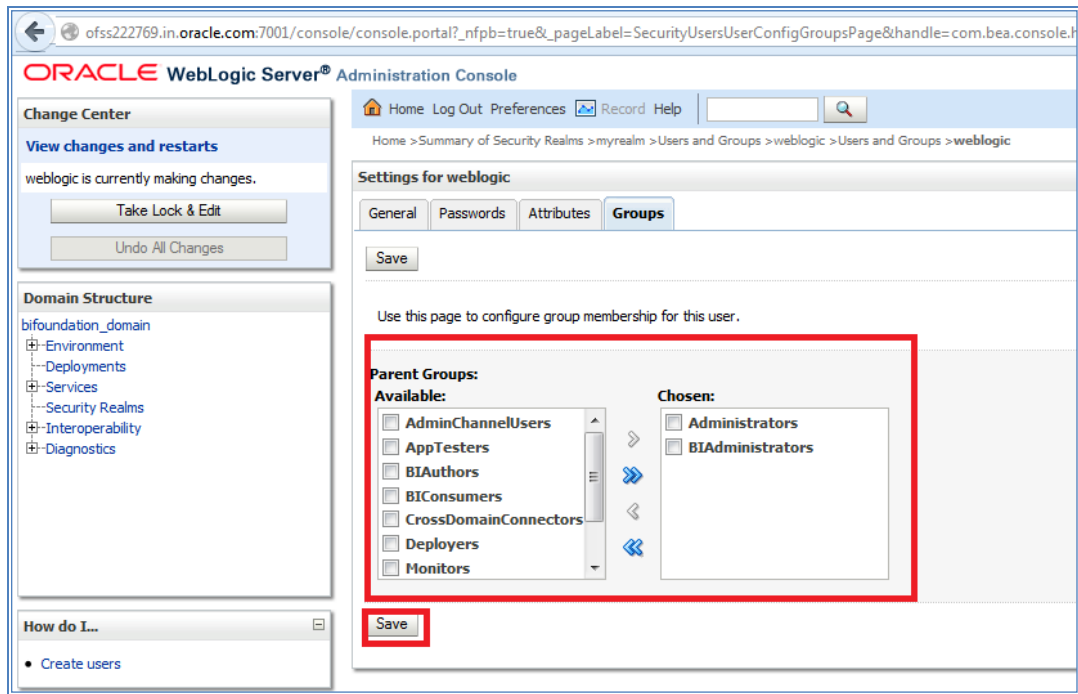 ofss222769.in.oracle.com:7001/console/console.portal?_nfpb=true&_pageLabel=SecurityUsersUserConfigGroupsPage&handle=com.bea.console.h
ORACLE WebLogic Server® Administration Console
Change Center
View changes and restarts
weblogic is currently making changes.
Take Lock & Edit
Undo All Changes
Domain Structure
bifoundation_domain
Environment
Deployments
Services
Security Realms
Interoperability
Diagnostics
How do I...
Create users
Home Log Out Preferences Record Help
Home >Summary of Security Realms >myrealm >Users and Groups >weblogic >Users and Groups >weblogic
Settings for weblogic
General Passwords Attributes Groups
Save
Use this page to configure group membership for this user.
Parent Groups:
Available:
AdminChannelUsers
AppTesters
BIAuthors
BIConsumers
CrossDomainConnectors
Deployers
Monitors
Chosen:
Administrators
BIAdministrators
Save